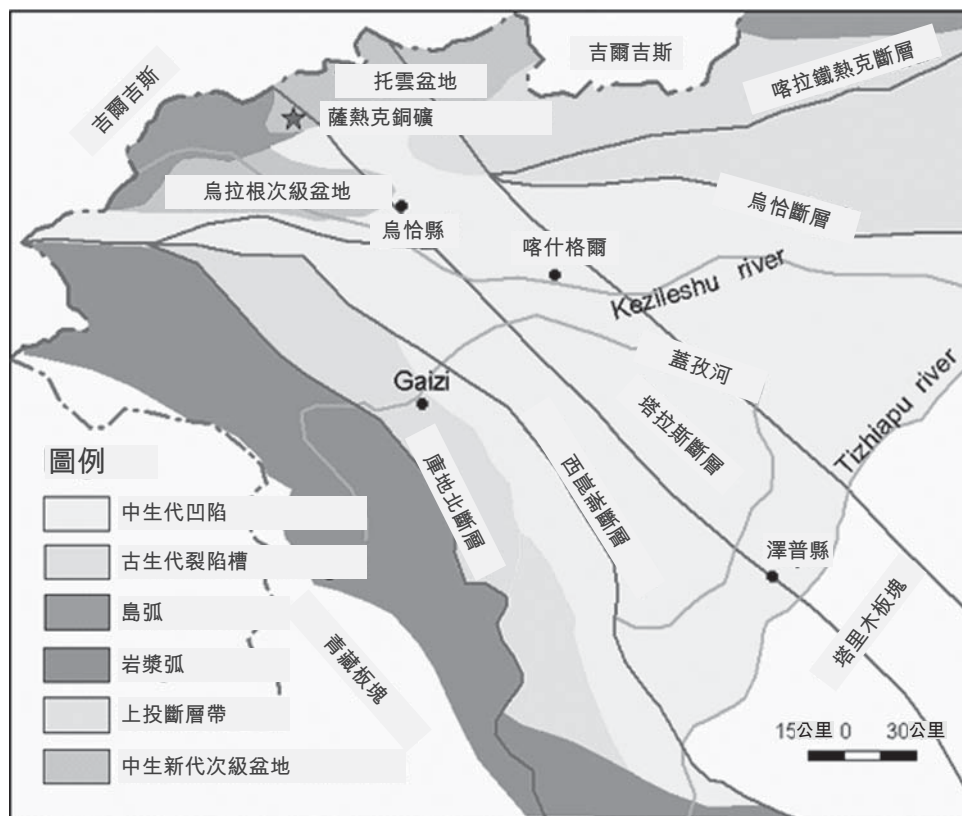 吉爾吉斯
吉爾吉斯
托雲盆地
喀拉鐵熱克斷層
薩熱克銅礦
烏拉根次級盆地
烏恰斷層
烏恰縣
喀什格爾
Kezileshu river
蓋孜河
Gaizi
Tizhiapu river
塔拉斯斷層
庫地北斷層
西崑崙斷層
澤普縣
塔里木板塊
青藏板塊
圖例
中生代凹陷
古生代裂陷槽
島弧
岩漿弧
上投斷層帶
中生新代次級盆地
15公里 0 30公里